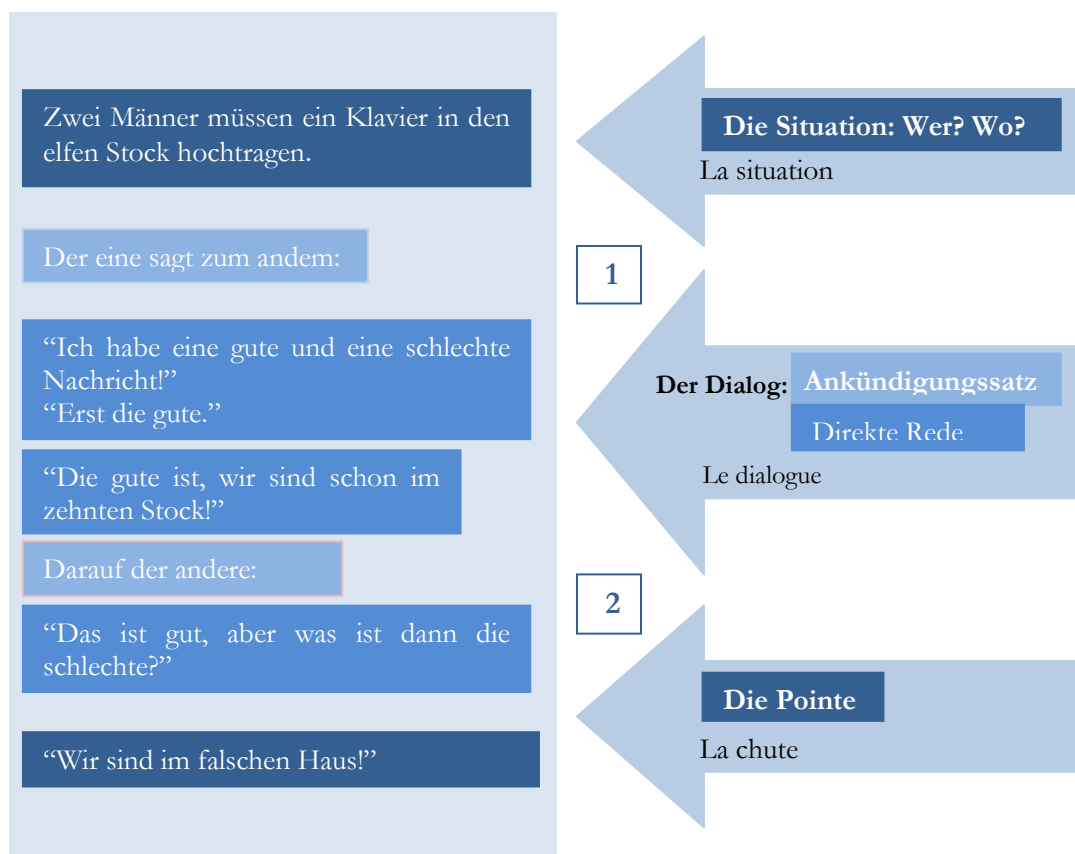 Zwei Männer müssen ein Klavier in den
elfen Stock hochtragen.
Der eine sagt zum andem:
“Ich habe eine gute und eine schlechte
Nachricht!”
“Erst die gute.”
“Die gute ist, wir sind schon im
zehnten Stock!”
Darauf der andere:
“Das ist gut, aber was ist dann die
schlechte?”
“Wir sind im falschen Haus!”
Die Situation: Wer? Wo?
La situation
1
Der Dialog: Ankündigungssatz
Direkte Rede
Le dialogue
2
Die Pointe
La chute